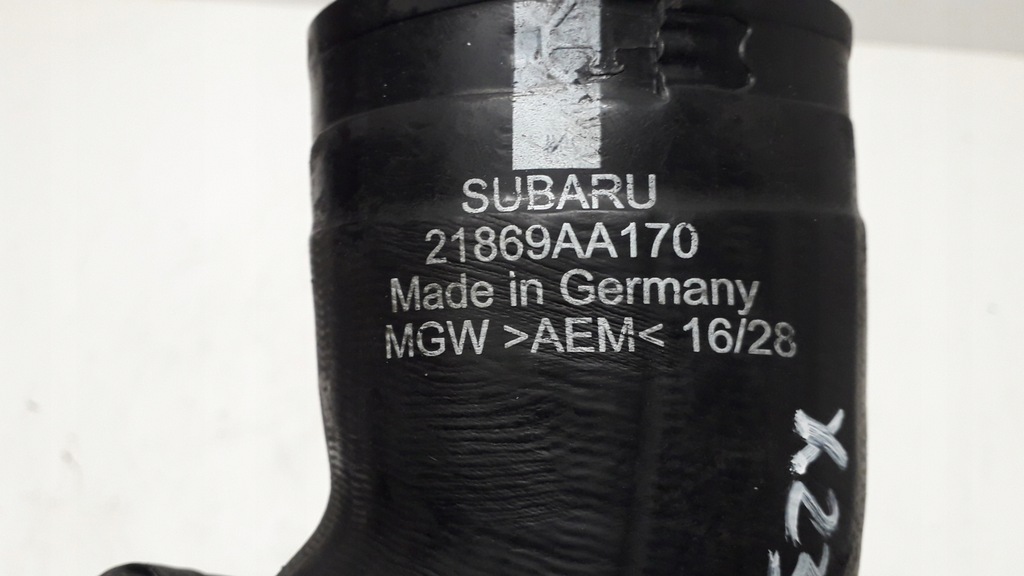 SUBARU
21869AA170
Made in Germany
MGW >AEM< 16/28